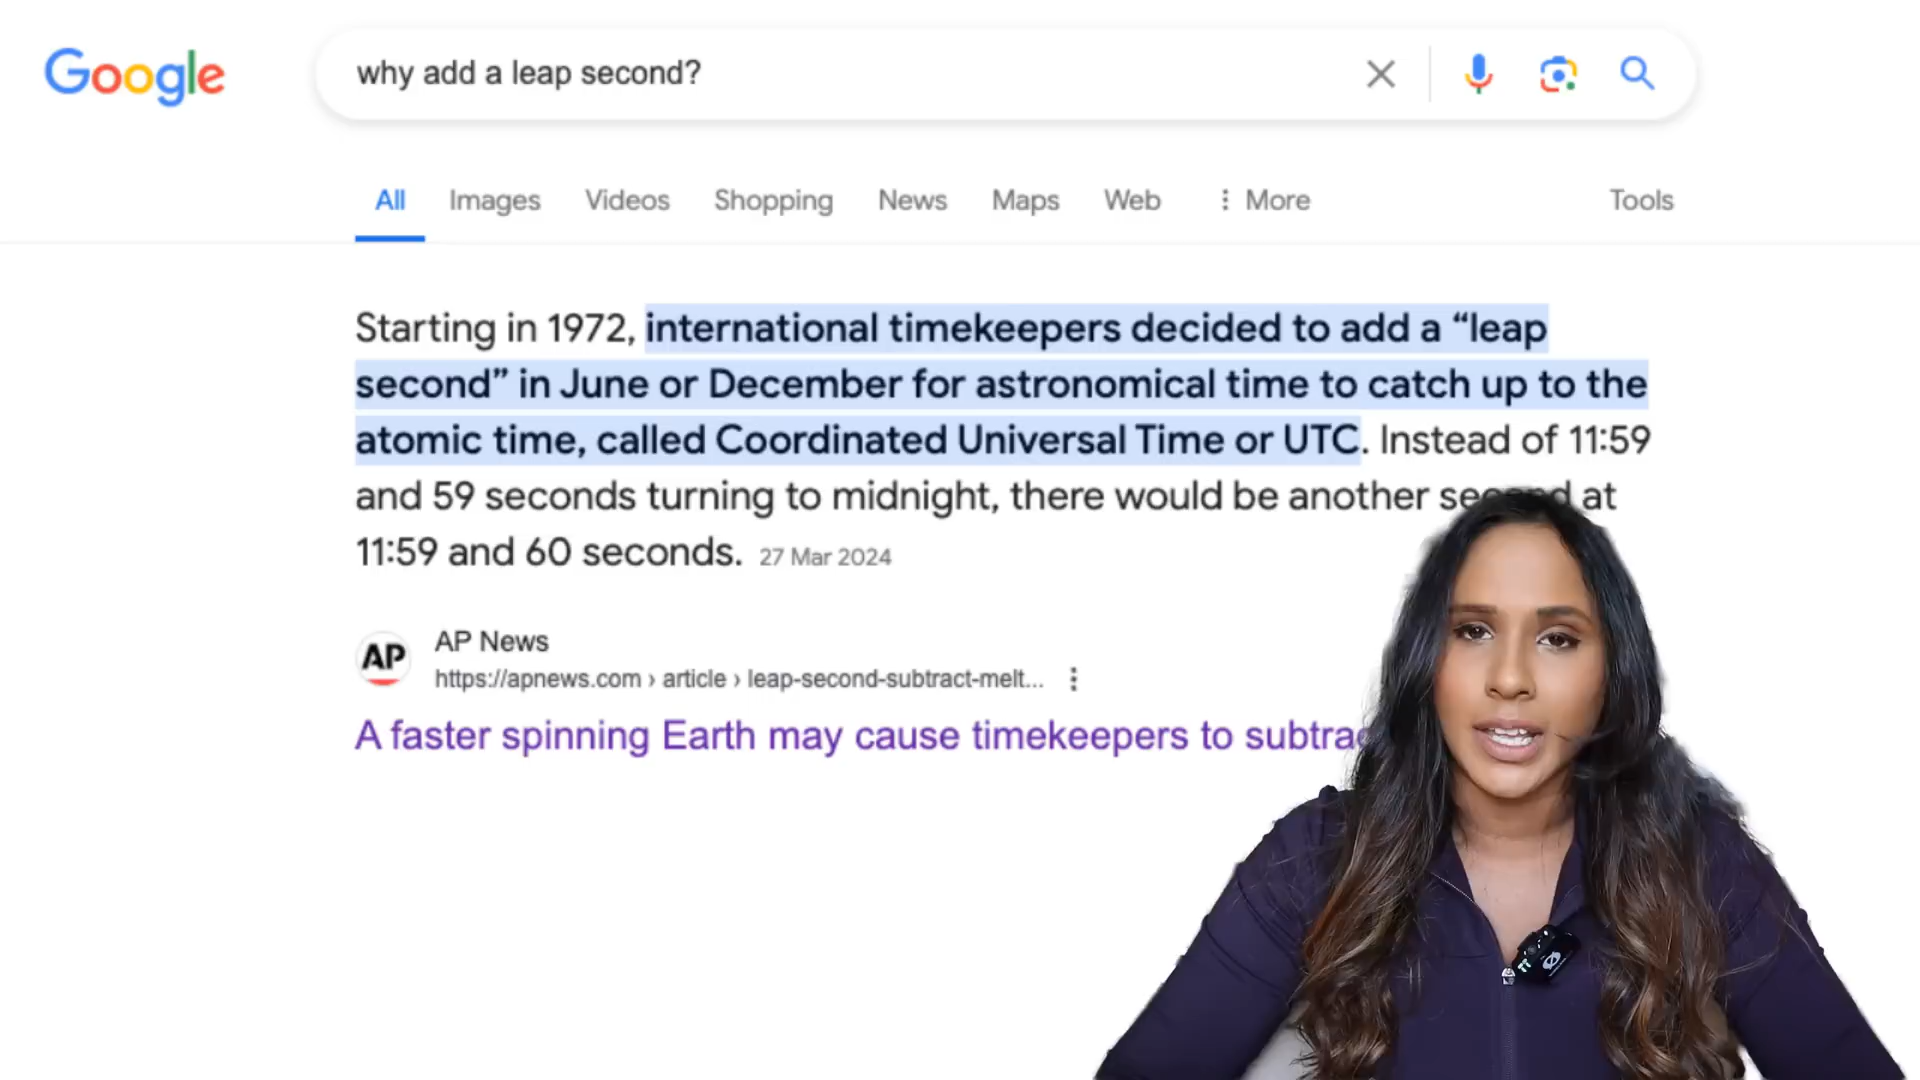 Google
why add a leap second?
All Images Videos Shopping News Maps Web More Tools
Starting in 1972, international timekeepers decided to add a “leap
second” in June or December for astronomical time to catch up to the
atomic time, called Coordinated Universal Time or UTC. Instead of 11:59
and 59 seconds turning to midnight, there would be another second at
11:59 and 60 seconds. 27 Mar 2024
AP
AP News
https://apnews.com › article › leap-second-subtract-melt...
A faster spinning Earth may cause timekeepers to subtrac